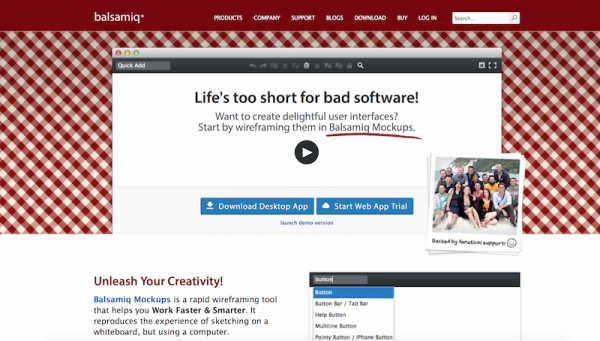 balsamiq®
PRODUCTS COMPANY SUPPORT BLOGS DOWNLOAD BUY LOG IN
Search...
Quick Add
Life's too short for bad software!
Want to create delightful user interfaces?
Start by wireframing them in Balsamiq Mockups.
Download Desktop App
Start Web App Trial
launch demo version
Backed by fanatical support!
Unleash Your Creativity!
Balsamiq Mockups is a rapid wireframing tool
that helps you Work Faster & Smarter. It
reproduces the experience of sketching on a
whiteboard, but using a computer.
button
Button
Button Bar / Tab Bar
Help Button
Multiline Button
Pointy Button / iPhone Button